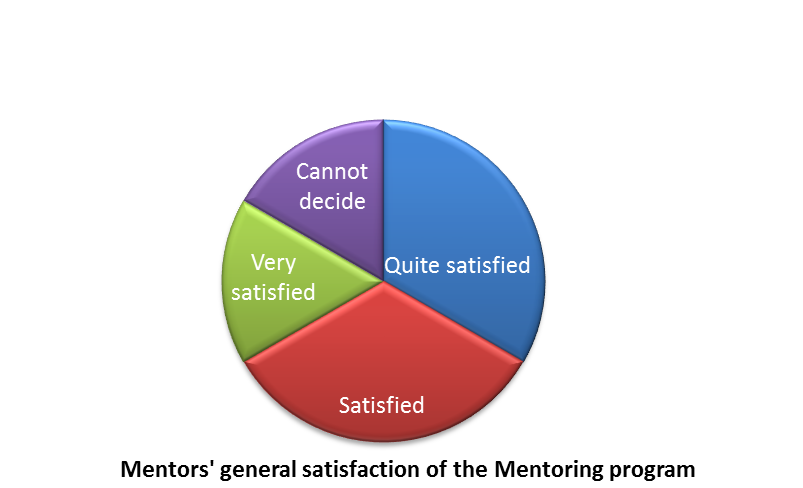 Cannot
decide
Quite satisfied
Very
satisfied
Satisfied
Mentors' general satisfaction of the Mentoring program